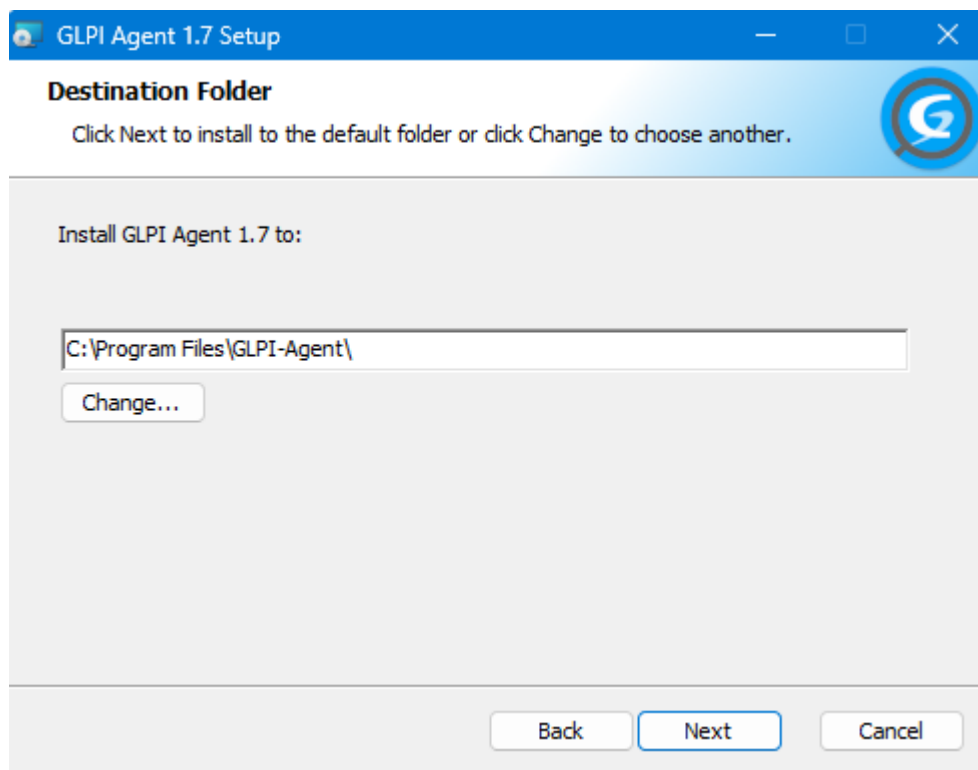 GLPI Agent 1.7 Setup
Destination Folder
Click Next to install to the default folder or click Change to choose another.
Install GLPI Agent 1.7 to:
C:\Program Files\GLPI-Agent\
Change...
Back Next Cancel